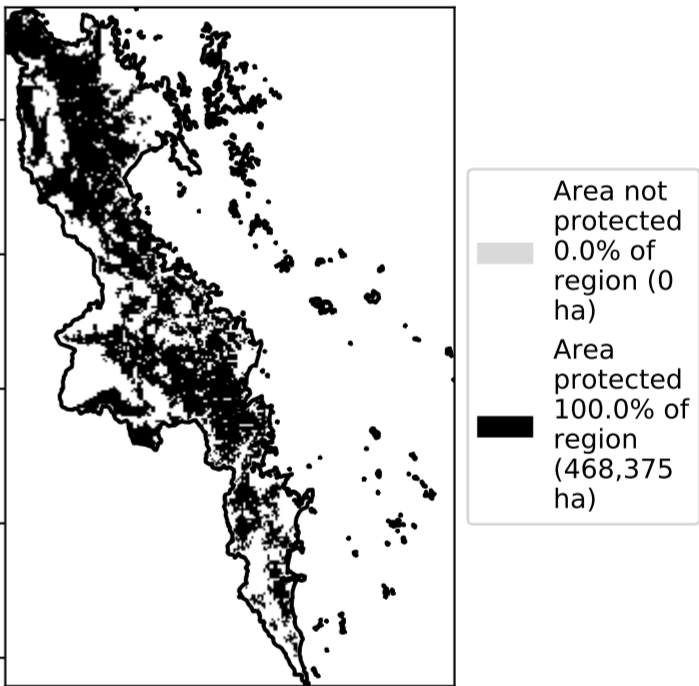 Area not
protected
0.0% of
region (0
ha)
Area
protected
100.0% of
region
(468,375
ha)